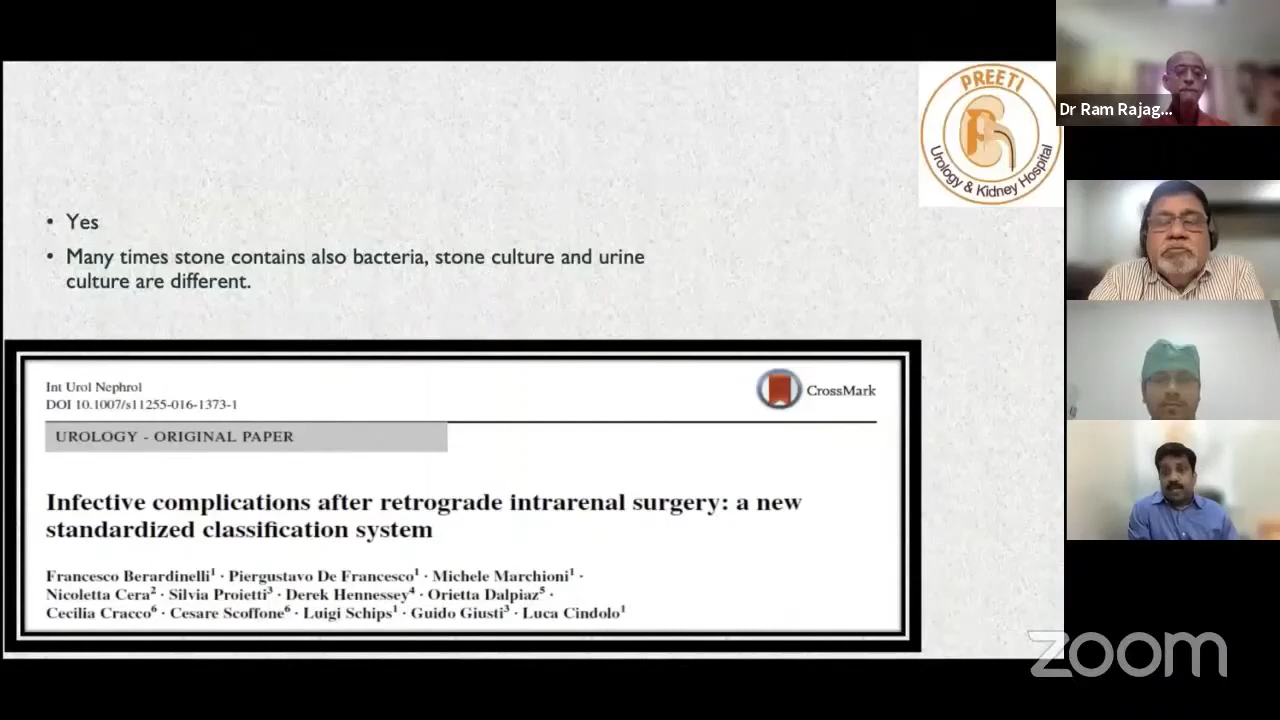 PREETI
Urology & Kidney Hospital
Dr Ram Rajag...
• Yes
• Many times stone contains also bacteria, stone culture and urine
culture are different.
Int Urol Nephrol
DOI 10.1007/s11255-016-1373-1
CrossMark
UROLOGY - ORIGINAL PAPER
Infective complications after retrograde intrarenal surgery: a new
standardized classification system
Francesco Berardinelli¹ · Piergustavo De Francesco¹ · Michele Marchioni¹ ·
Nicoletta Cera² · Silvia Proietti³ · Derek Hennessey⁴ · Orietta Dalpiaz⁵ ·
Cecilia Cracco⁶ · Cesare Scoffone⁶ · Luigi Schips¹ · Guido Giusti³ · Luca Cindolo¹
zoom